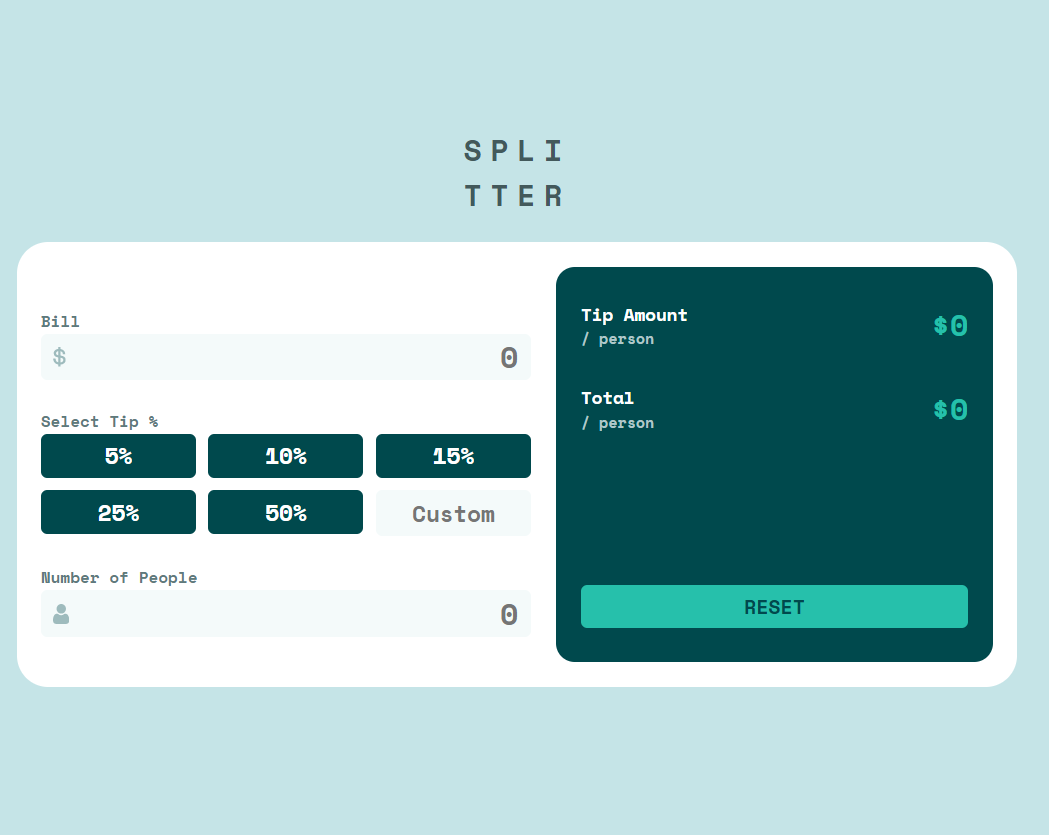 SPLI
TTER
Bill
$ 0
Select Tip %
5% 10% 15%
25% 50% Custom
Number of People
0
Tip Amount
/ person
$0
Total
/ person
$0
RESET